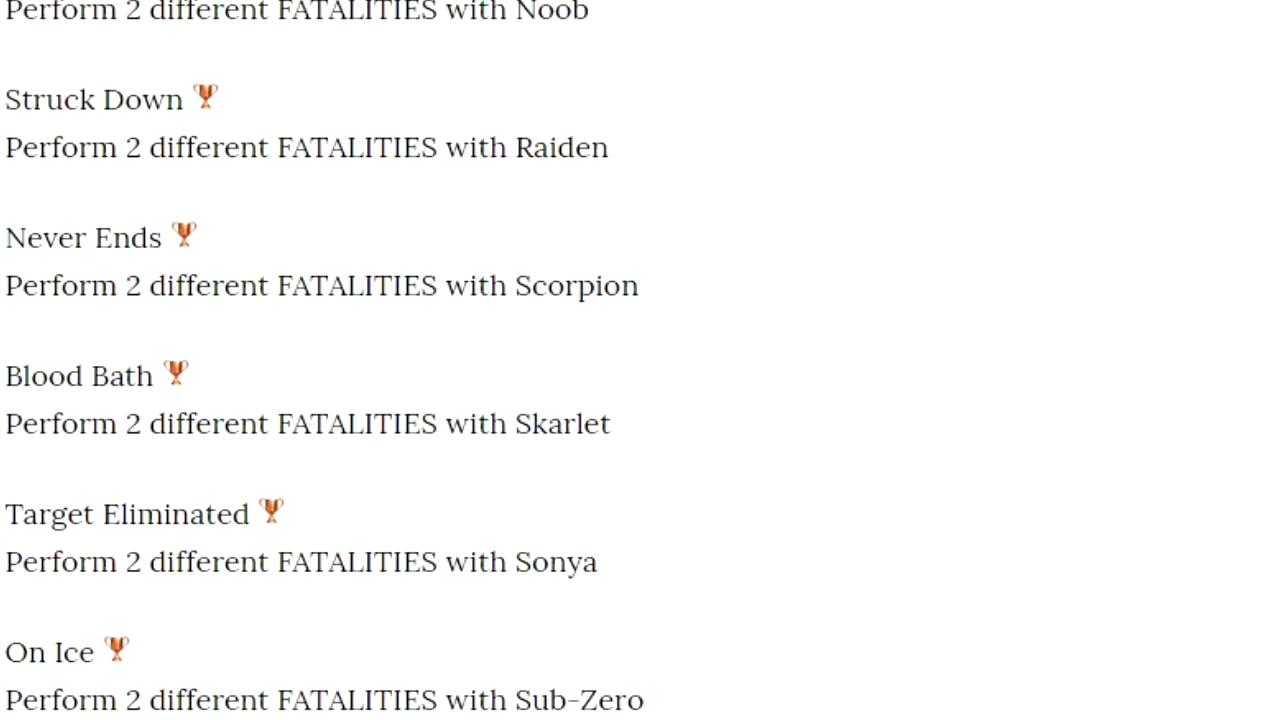 Perform 2 different FATALITIES with Noob
Struck Down 🏆
Perform 2 different FATALITIES with Raiden
Never Ends 🏆
Perform 2 different FATALITIES with Scorpion
Blood Bath 🏆
Perform 2 different FATALITIES with Skarlet
Target Eliminated 🏆
Perform 2 different FATALITIES with Sonya
On Ice 🏆
Perform 2 different FATALITIES with Sub-Zero